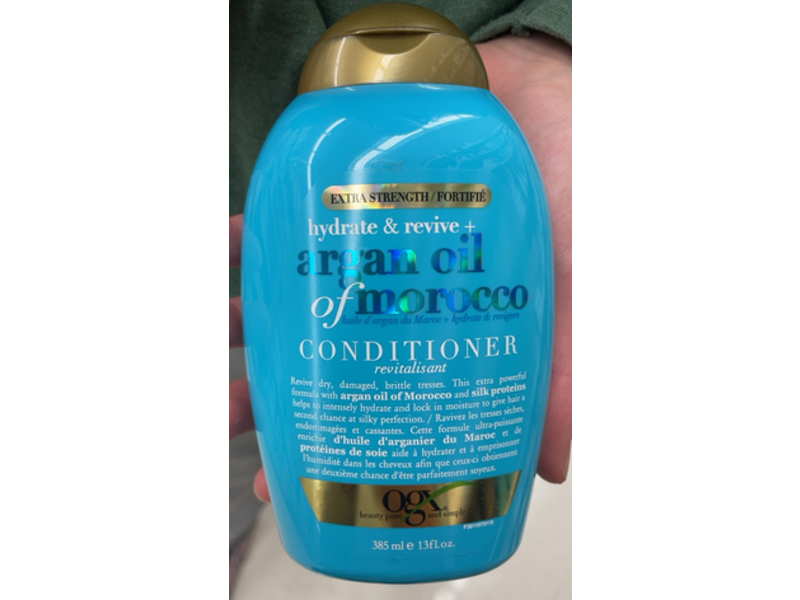 EXTRA STRENGTH / FORTIFIÉ
hydrate & revive +
argan oil
of morocco
huile d'argan du Maroc + hydrate & revigore
CONDITIONER
revitalisant
Revive dry, damaged, brittle tresses. This extra powerful
formula with argan oil of Morocco and silk proteins
helps to intensely hydrate and lock in moisture to give hair a
second chance at silky perfection. / Ravivez les tresses sèches,
endommagées et cassantes. Cette formule ultra-puissante
enrichie d'huile d'arganier du Maroc et de
protéines de soie aide à hydrater et à emprisonner
l'humidité dans les cheveux afin que ceux-ci obtiennent
une deuxième chance d'être parfaitement soyeux.
ogx
beauty pure and simple
385 ml e 13fl.oz.